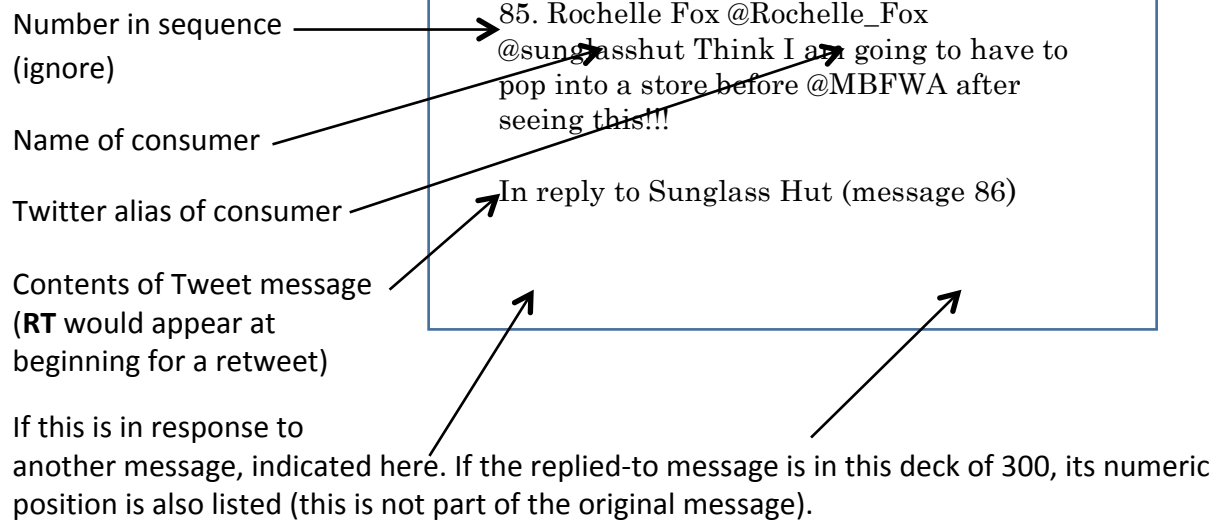 Number in sequence
(ignore)
Name of consumer
Twitter alias of consumer
Contents of Tweet message
(RT would appear at
beginning for a retweet)
85. Rochelle Fox @Rochelle_Fox
@sunglasshut Think I am going to have to
pop into a store before @MBFWA after
seeing this!!!
In reply to Sunglass Hut (message 86)
If this is in response to
another message, indicated here. If the replied-to message is in this deck of 300, its numeric
position is also listed (this is not part of the original message).